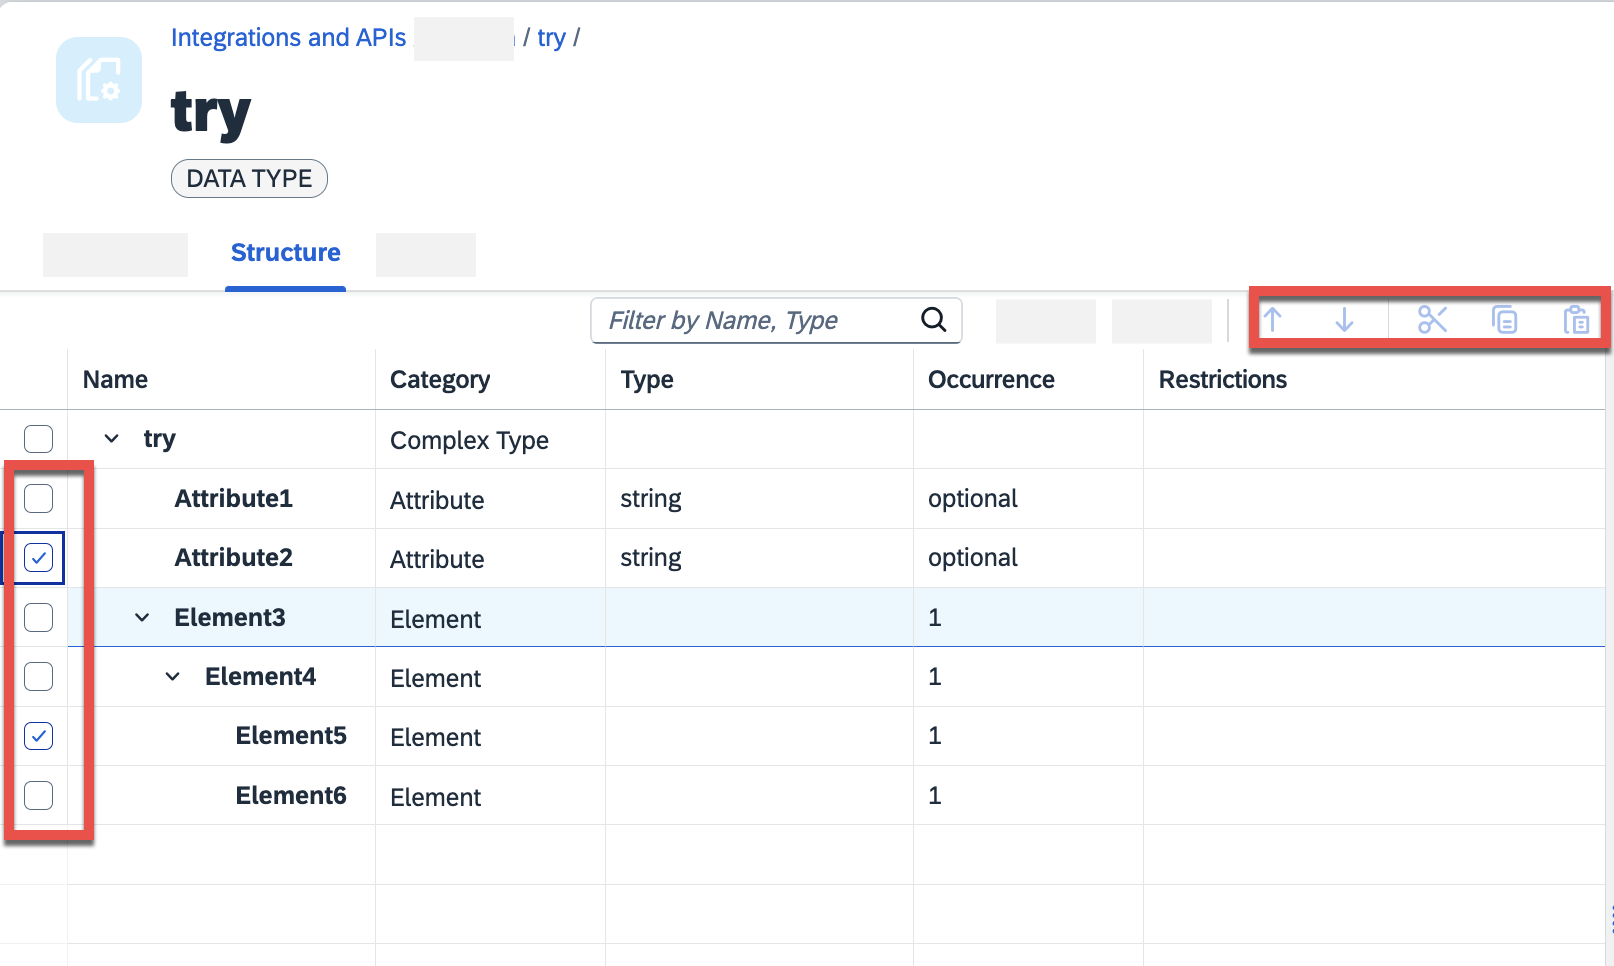 Integrations and APIs / try /
try
DATA TYPE
Structure
Filter by Name, Type
Name Category Type Occurrence Restrictions
try Complex Type
Attribute1 Attribute string optional
Attribute2 Attribute string optional
Element3 Element 1
Element4 Element 1
Element5 Element 1
Element6 Element 1